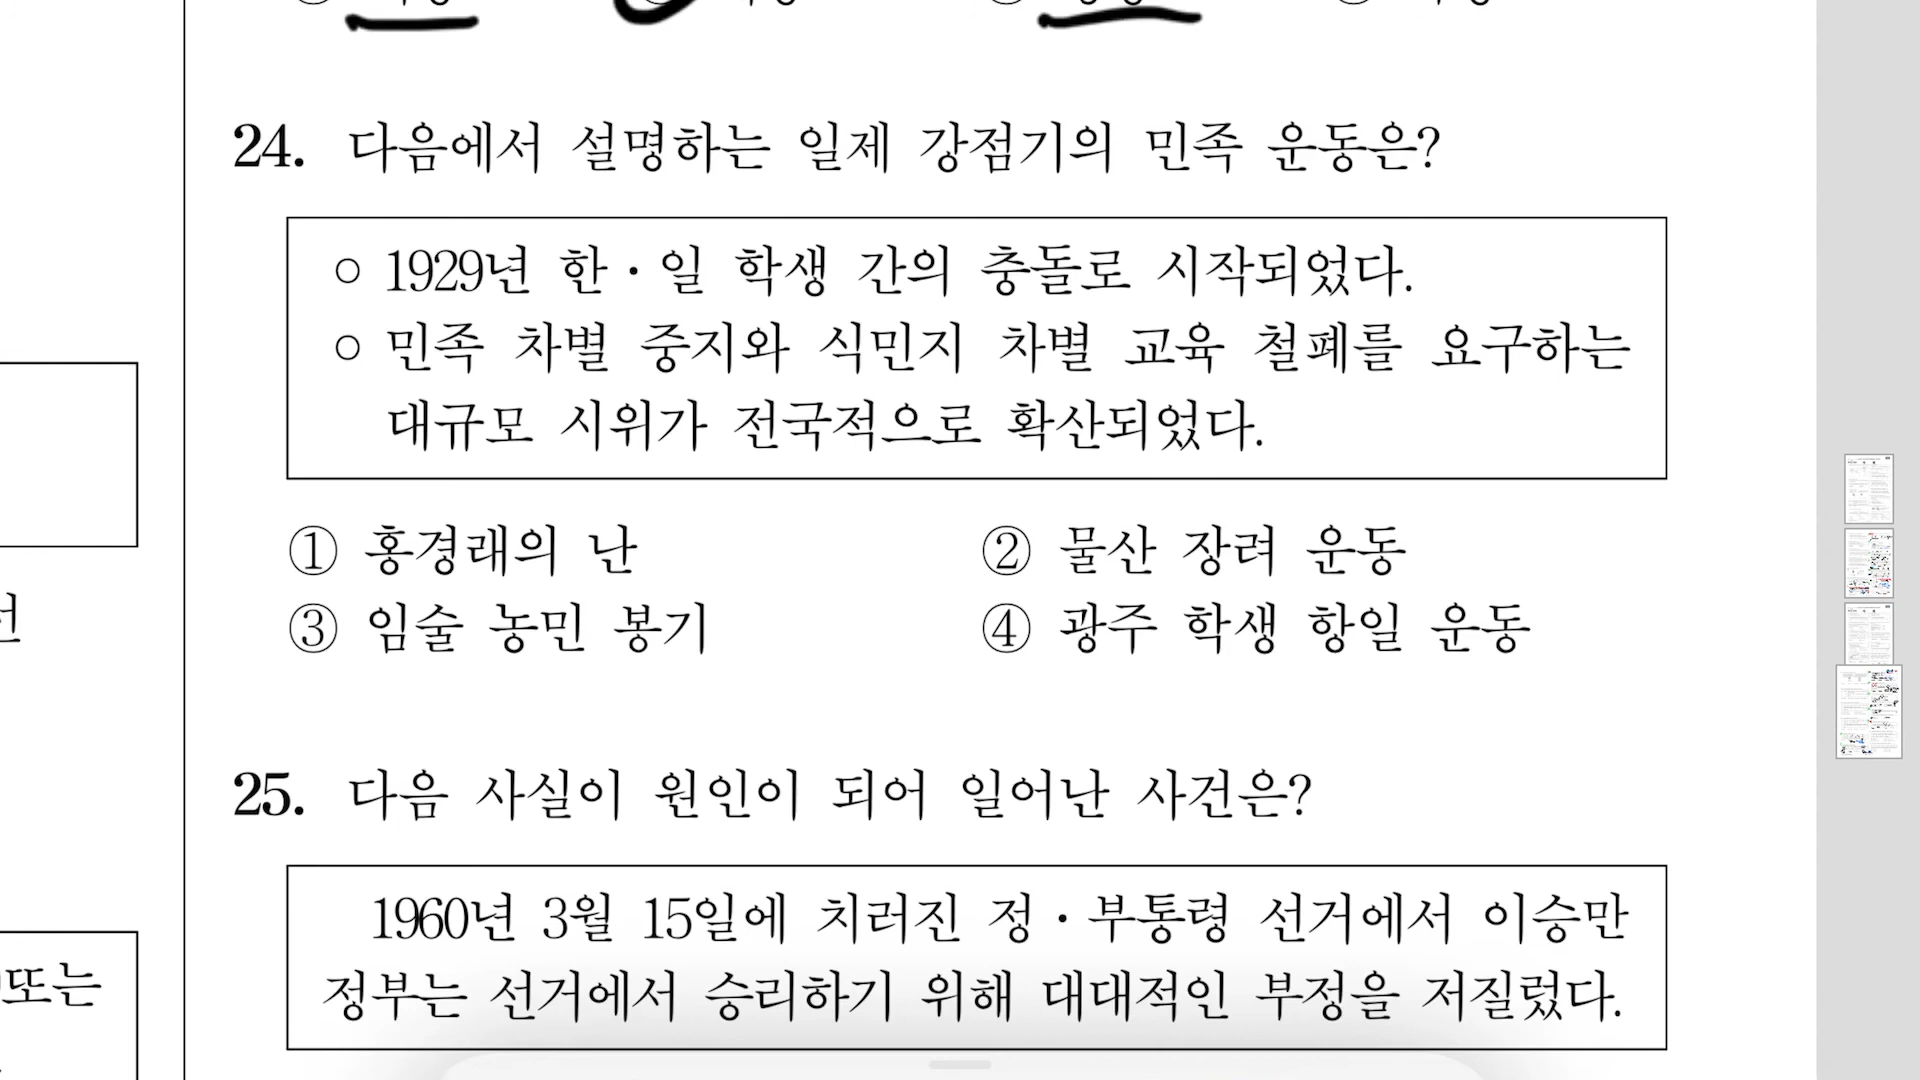 24. 다음에서 설명하는 일제 강점기의 민족 운동은?
○ 1929년 한·일 학생 간의 충돌로 시작되었다.
○ 민족 차별 중지와 식민지 차별 교육 철폐를 요구하는
대규모 시위가 전국적으로 확산되었다.
① 홍경래의 난 ② 물산 장려 운동
③ 임술 농민 봉기 ④ 광주 학생 항일 운동
25. 다음 사실이 원인이 되어 일어난 사건은?
1960년 3월 15일에 치러진 정·부통령 선거에서 이승만
정부는 선거에서 승리하기 위해 대대적인 부정을 저질렀다.
또는